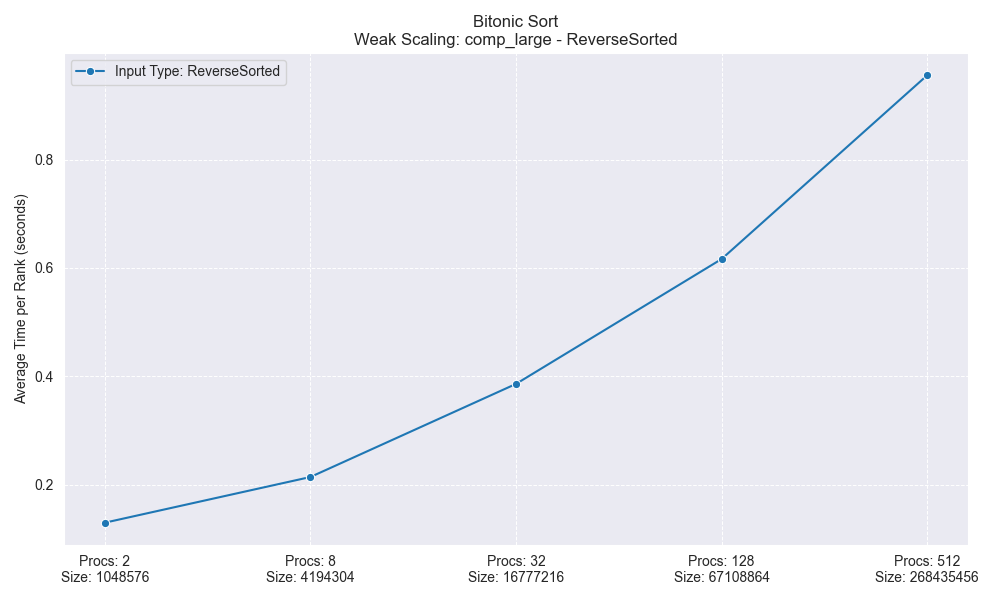 Bitonic Sort
Weak Scaling: comp_large - ReverseSorted
Input Type: ReverseSorted
Average Time per Rank (seconds)
0.8
0.6
0.4
0.2
Procs: 2
Size: 1048576
Procs: 8
Size: 4194304
Procs: 32
Size: 16777216
Procs: 128
Size: 67108864
Procs: 512
Size: 268435456